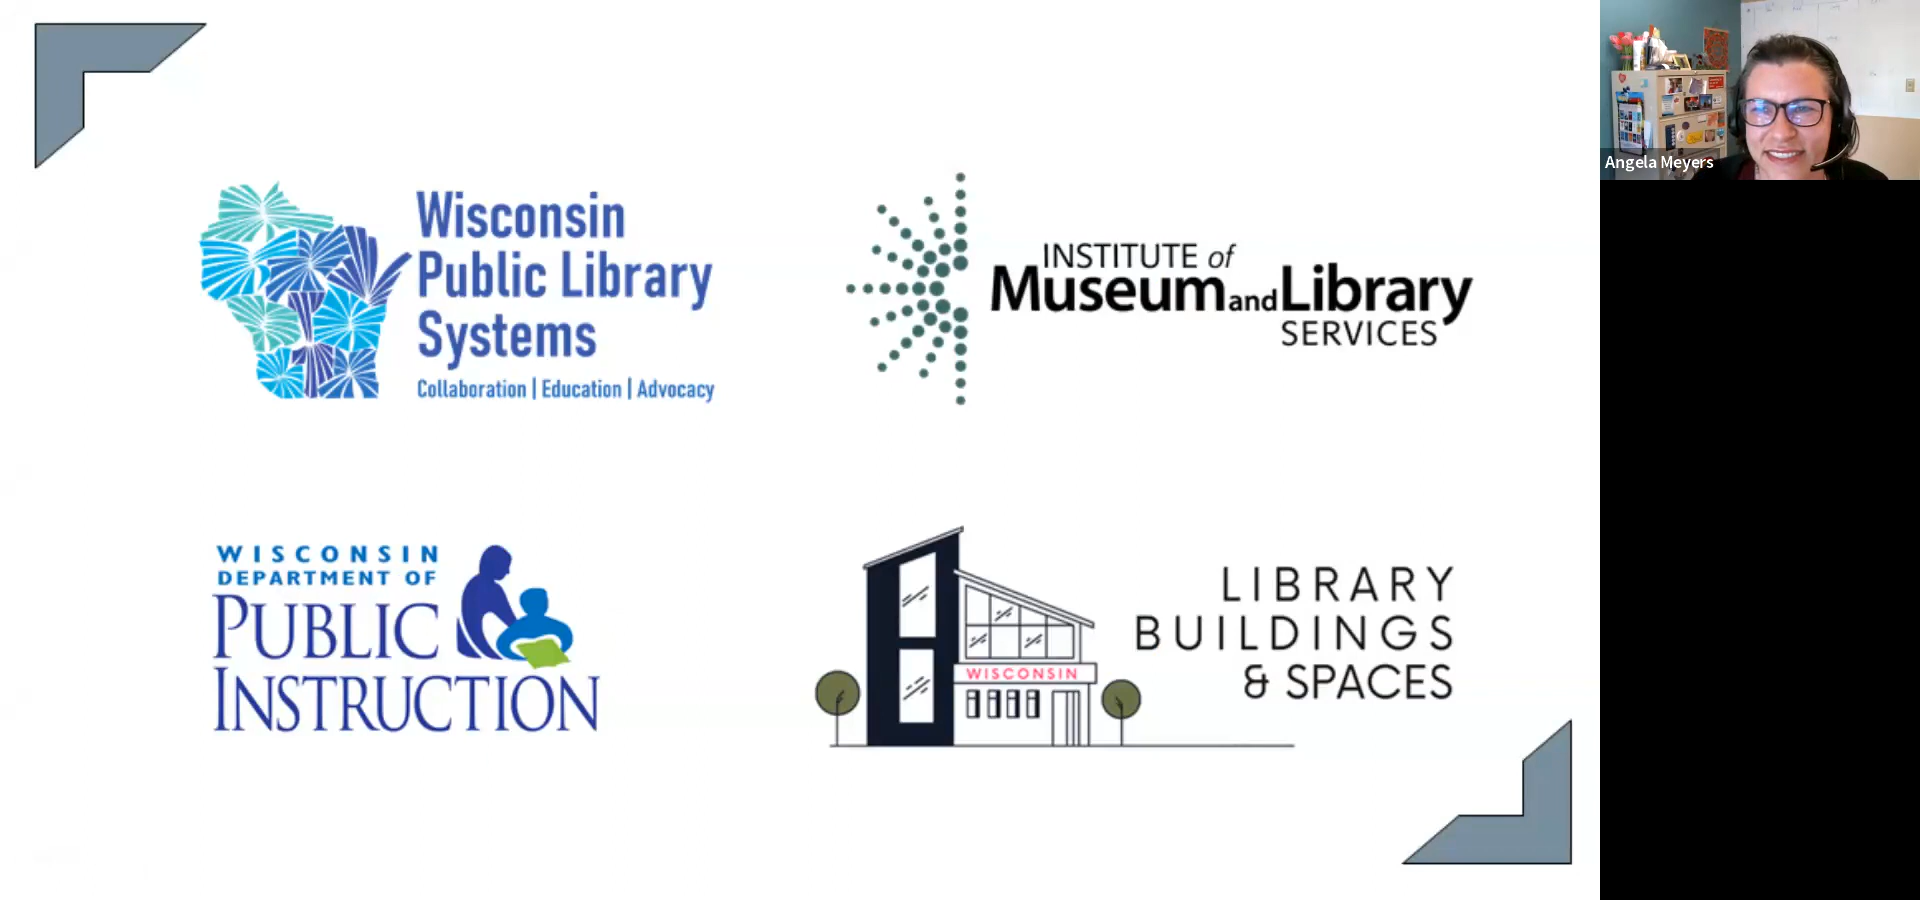 Wisconsin
Public Library
Systems
Collaboration | Education | Advocacy
INSTITUTE of
Museum and Library
SERVICES
WISCONSIN
DEPARTMENT OF
PUBLIC
INSTRUCTION
WISCONSIN
LIBRARY
BUILDINGS
& SPACES
Angela Meyers